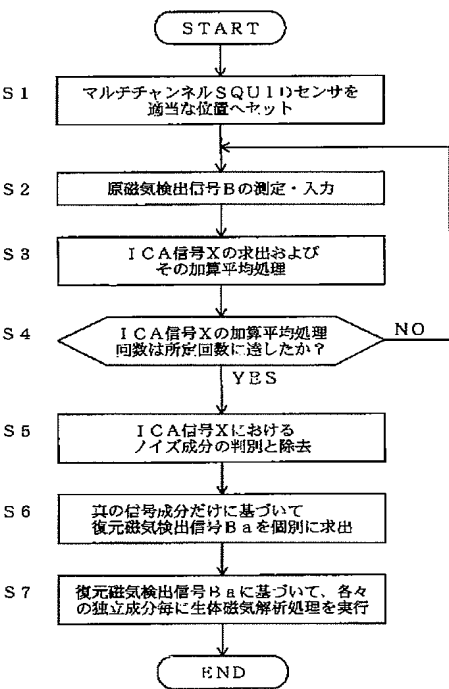 START
S1
マルチチャンネルSQUIDセンサを
適当な位置へセット
S2
原磁気検出信号Bの測定・入力
S3
ICA信号Xの求出および
その加算平均処理
S4
ICA信号Xの加算平均処理
回数は所定回数に達したか?
NO
YES
S5
ICA信号Xにおける
ノイズ成分の判別と除去
S6
真の信号成分だけに基づいて
復元磁気検出信号Baを個別に求出
S7
復元磁気検出信号Baに基づいて、各々
の独立成分毎に生体磁気解析処理を実行
END